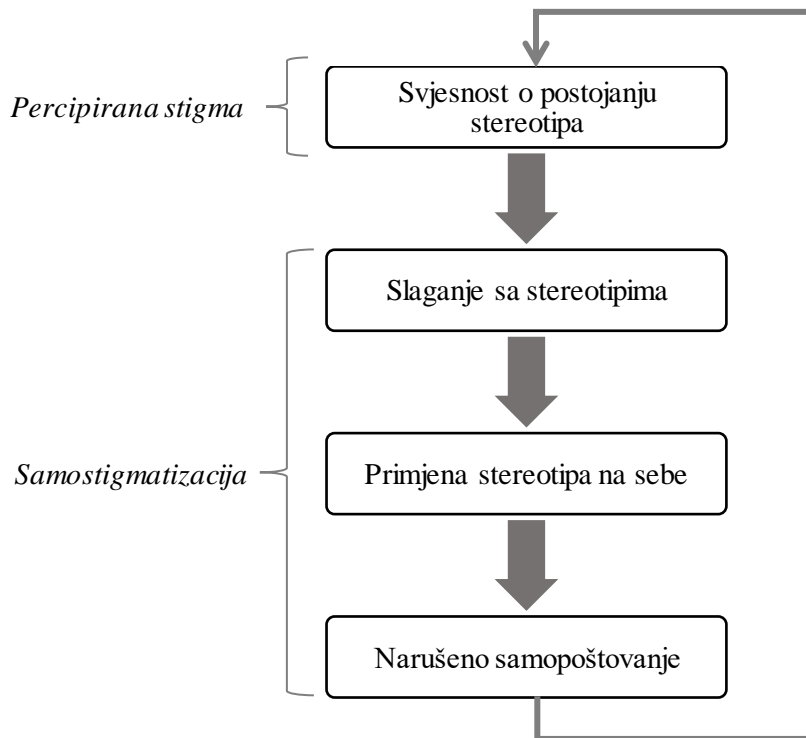 Percipirana stigma
Svjesnost o postojanju
stereotipa
Slaganje sa stereotipima
Samostigmatizacija
Primjena stereotipa na sebe
Narušeno samopoštovanje